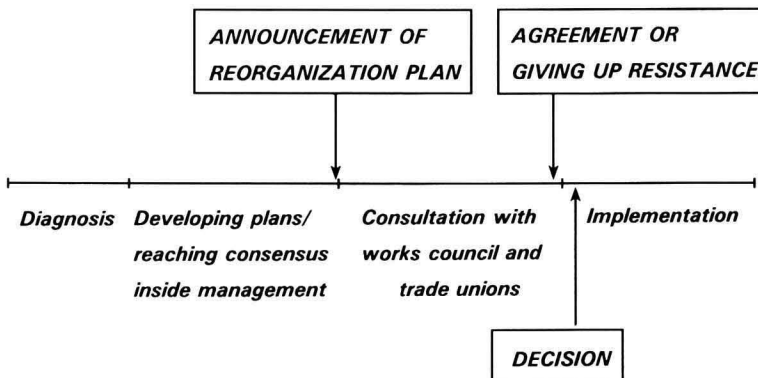 ANNOUNCEMENT OF
REORGANIZATION PLAN
AGREEMENT OR
GIVING UP RESISTANCE
Diagnosis
Developing plans/
reaching consensus
inside management
Consultation with
works council and
trade unions
Implementation
DECISION